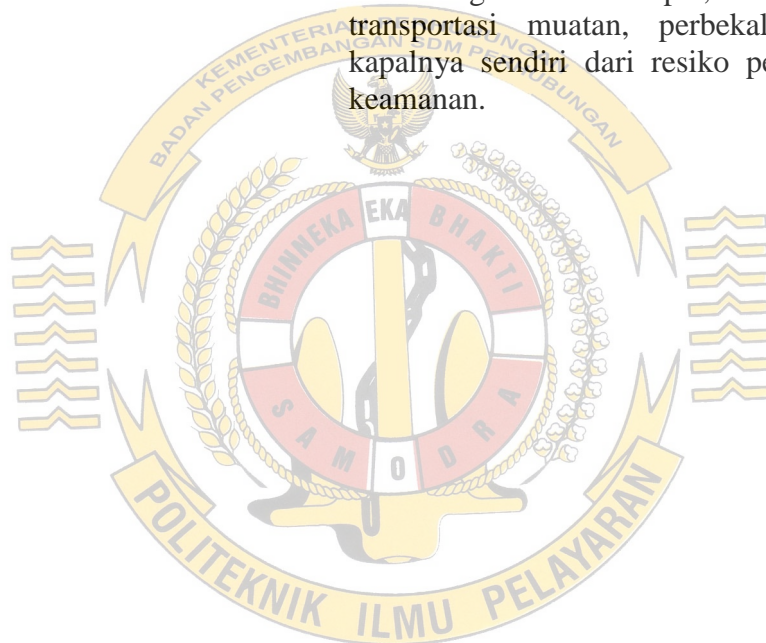 transportasi muatan, perbekal
kapalnya sendiri dari resiko pe
keamanan.
KEMENTERIAN
BADAN PENGEMBANGAN SDM PERHUBUNGAN
BHINNEKA EKA BHAKTI
SAMODRA
POLITEKNIK ILMU PELAYARAN